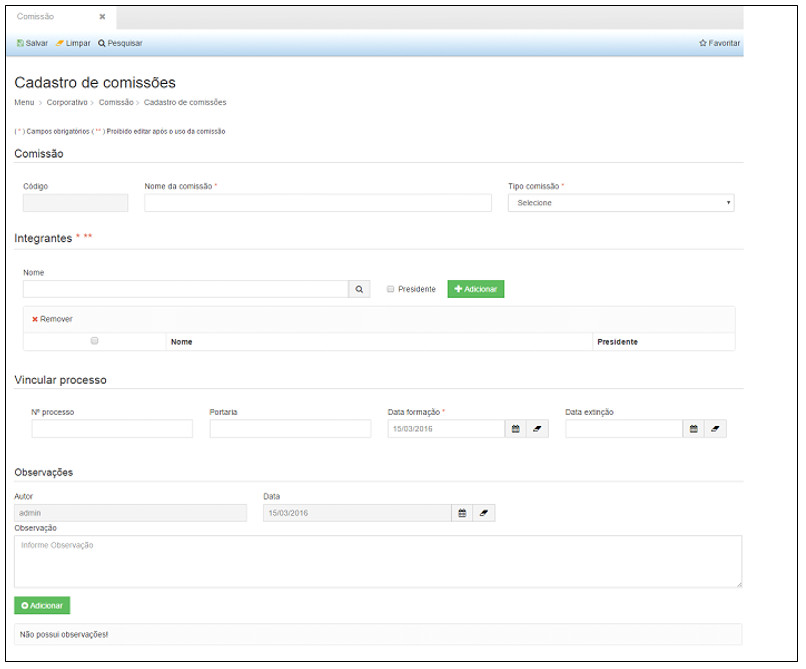 Comissão ✖
Salvar Limpar Pesquisar Favoritar
Cadastro de comissões
Menu > Corporativo > Comissão > Cadastro de comissões
( * ) Campos obrigatórios ( ** ) Proibido editar após o uso da comissão
Comissão
Código Nome da comissão * Tipo comissão *
Selecione
Integrantes * **
Nome
Presidente Adicionar
Remover
Nome Presidente
Vincular processo
Nº processo Portaria Data formação * Data extinção
15/03/2016
Observações
Autor Data
admin 15/03/2016
Observação
Informe Observação
Adicionar
Não possui observações!